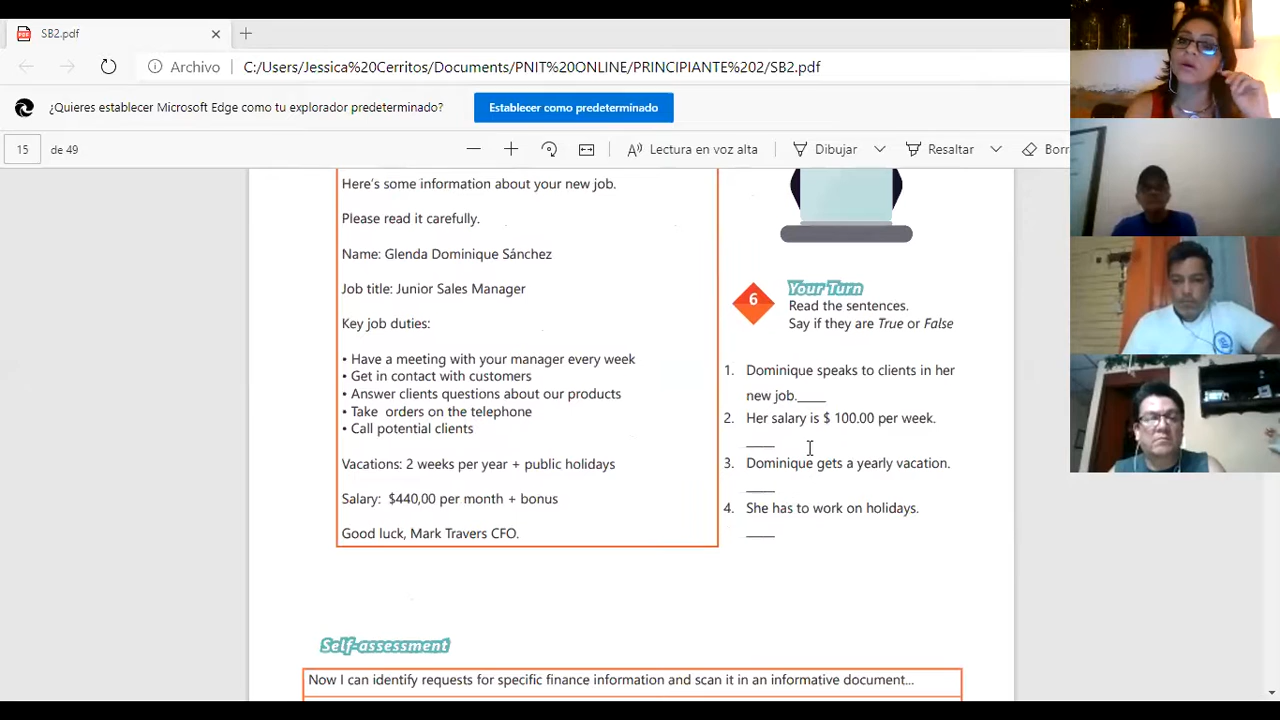 SB2.pdf
Archivo
C:/Users/Jessica%20Cerritos/Documents/PNIT%20ONLINE/PRINCIPIANTE%202/SB2.pdf
¿Quieres establecer Microsoft Edge como tu explorador predeterminado?
Establecer como predeterminado
15 de 49
Lectura en voz alta
Dibujar
Resaltar
Borr
Here's some information about your new job.
Please read it carefully.
Name: Glenda Dominique Sánchez
Job title: Junior Sales Manager
Key job duties:
• Have a meeting with your manager every week
• Get in contact with customers
• Answer clients questions about our products
• Take orders on the telephone
• Call potential clients
Vacations: 2 weeks per year + public holidays
Salary: $440,00 per month + bonus
Good luck, Mark Travers CFO.
6
Your Turn
Read the sentences.
Say if they are True or False
1. Dominique speaks to clients in her
new job.____
2. Her salary is $ 100.00 per week.
____
3. Dominique gets a yearly vacation.
____
4. She has to work on holidays.
____
Self-assessment
Now I can identify requests for specific finance information and scan it in an informative document...